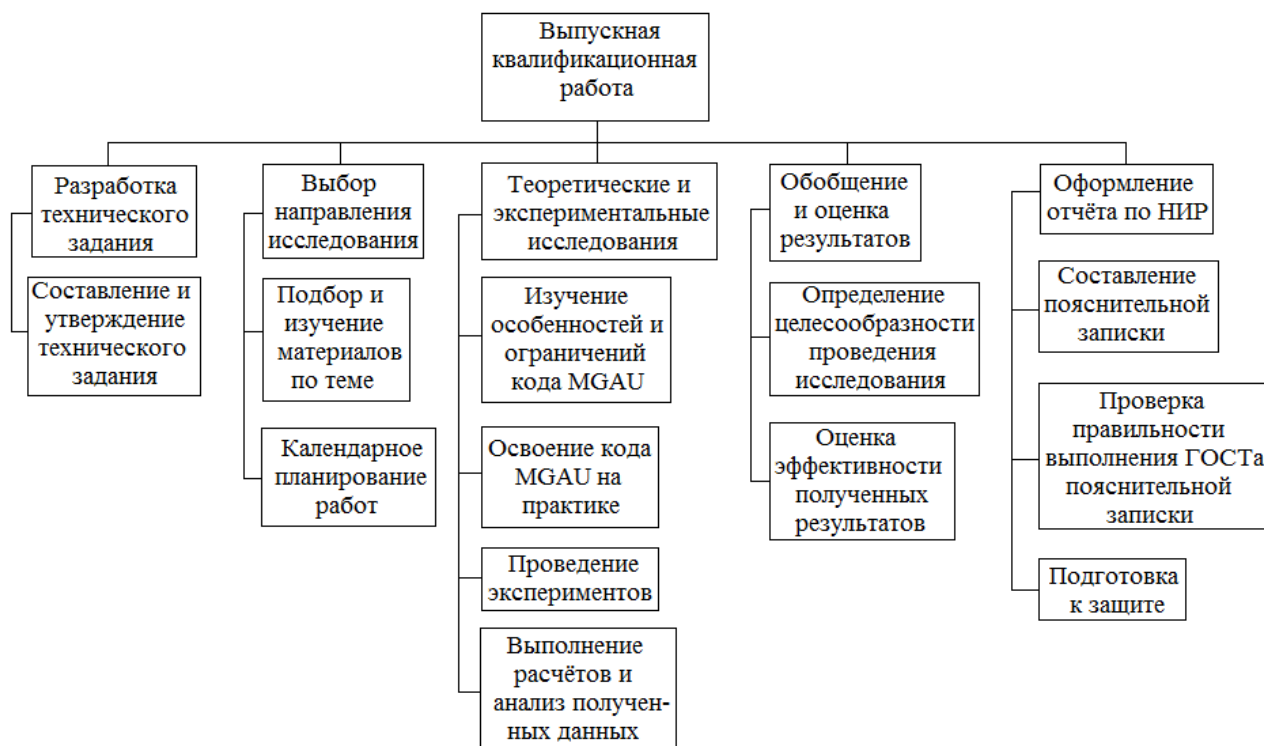 Выпускная
квалификационная
работа
Разработка
технического
задания
Составление и
утверждение
технического
задания
Выбор
направления
исследования
Подбор и
изучение
материалов
по теме
Календарное
планирование
работ
Теоретические и
экспериментальные
исследования
Изучение
особенностей и
ограничений
кода MGAU
Освоение кода
MGAU на
практике
Проведение
экспериментов
Выполнение
расчётов и
анализ получен-
ных данных
Обобщение
и оценка
результатов
Определение
целесообразности
проведения
исследования
Оценка
эффективности
полученных
результатов
Оформление
отчёта по НИР
Составление
пояснительной
записки
Проверка
правильности
выполнения ГОСТа
пояснительной
записки
Подготовка
к защите